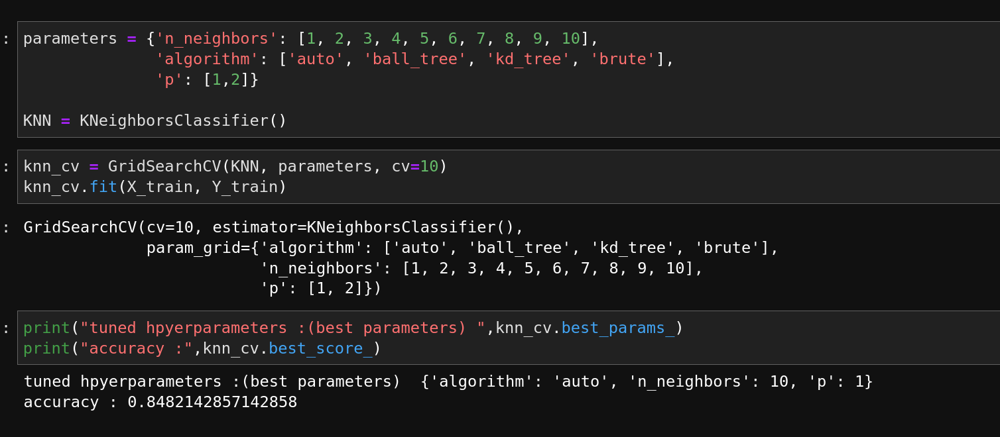 : parameters = {'n_neighbors': [1, 2, 3, 4, 5, 6, 7, 8, 9, 10],
              'algorithm': ['auto', 'ball_tree', 'kd_tree', 'brute'],
              'p': [1,2]}
KNN = KNeighborsClassifier()
: knn_cv = GridSearchCV(KNN, parameters, cv=10)
knn_cv.fit(X_train, Y_train)
: GridSearchCV(cv=10, estimator=KNeighborsClassifier(),
             param_grid={'algorithm': ['auto', 'ball_tree', 'kd_tree', 'brute'],
                         'n_neighbors': [1, 2, 3, 4, 5, 6, 7, 8, 9, 10],
                         'p': [1, 2]})
: print("tuned hpyerparameters :(best parameters) ",knn_cv.best_params_)
print("accuracy :",knn_cv.best_score_)
tuned hpyerparameters :(best parameters)  {'algorithm': 'auto', 'n_neighbors': 10, 'p': 1}
accuracy : 0.8482142857142858